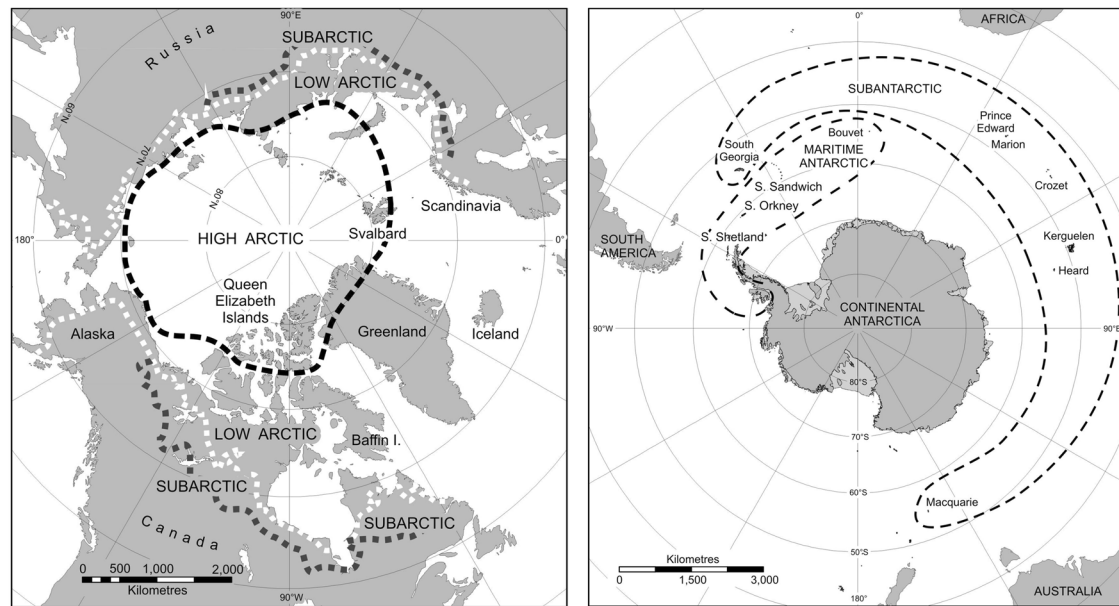 90°E
SUBARCTIC
Russia
LOW ARCTIC
60°N
70°N
80°N
Scandinavia
180°
HIGH ARCTIC
Svalbard
0°
Queen
Elizabeth
Islands
Alaska
Greenland
Iceland
LOW ARCTIC
Baffin I.
SUBARCTIC
SUBARCTIC
Canada
0 500 1,000 2,000
Kilometres
90°W
0°
AFRICA
SUBANTARCTIC
Prince
Edward
Marion
Bouvet
MARITIME
ANTARCTIC
South
Georgia
Crozet
S. Sandwich
S. Orkney
S. Shetland
Kerguelen
SOUTH
AMERICA
Heard
CONTINENTAL
ANTARCTICA
90°W
90°E
80°S
70°S
60°S
Macquarie
50°S
Kilometres
0 1,500 3,000
AUSTRALIA
180°